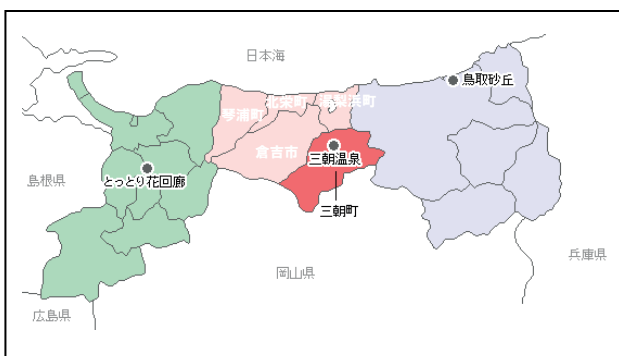 日本海
鳥取砂丘
北栄町
湯梨浜町
琴浦町
倉吉市
三朝温泉
とっとり花回廊
島根県
三朝町
兵庫県
岡山県
広島県